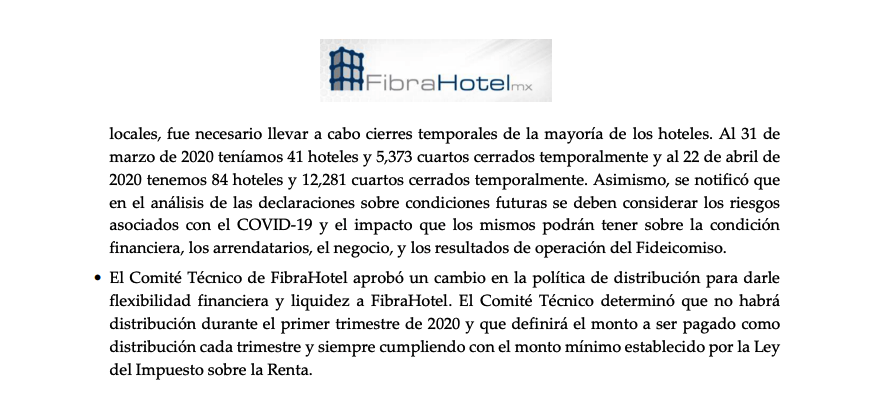 FibraHotel mx
locales, fue necesario llevar a cabo cierres temporales de la mayoría de los hoteles. Al 31 de
marzo de 2020 teníamos 41 hoteles y 5,373 cuartos cerrados temporalmente y al 22 de abril de
2020 tenemos 84 hoteles y 12,281 cuartos cerrados temporalmente. Asimismo, se notificó que
en el análisis de las declaraciones sobre condiciones futuras se deben considerar los riesgos
asociados con el COVID-19 y el impacto que los mismos podrán tener sobre la condición
financiera, los arrendatarios, el negocio, y los resultados de operación del Fideicomiso.
• El Comité Técnico de FibraHotel aprobó un cambio en la política de distribución para darle
flexibilidad financiera y liquidez a FibraHotel. El Comité Técnico determinó que no habrá
distribución durante el primer trimestre de 2020 y que definirá el monto a ser pagado como
distribución cada trimestre y siempre cumpliendo con el monto mínimo establecido por la Ley
del Impuesto sobre la Renta.